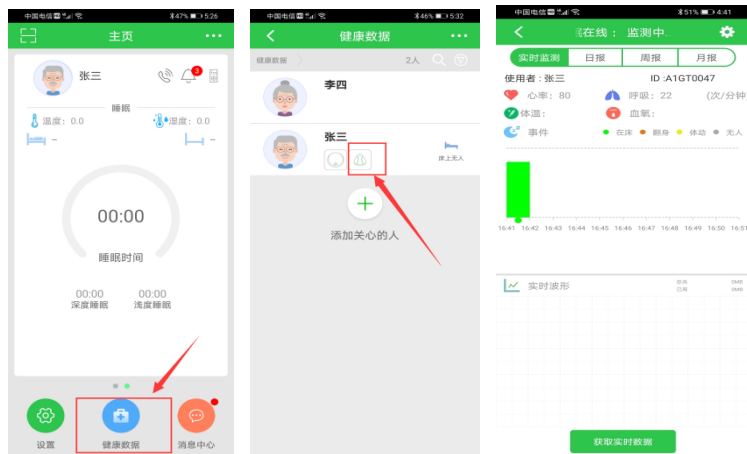 中国电信
47% 5:26
主页
张三
3
睡眠
温度: 0.0
湿度: 0.0
--
--
00:00
睡眠时间
00:00
00:00
深度睡眠
浅度睡眠
设置
健康数据
消息中心
中国电信
46% 5:32
健康数据
健康数据
2人
李四
张三
床上无人
添加关心的人
中国电信
51% 4:41
在线： 监测中.
实时监测
日报
周报
月报
使用者 : 张三
ID :A1GT0047
心率: 80
呼吸: 22
(次/分钟
体温:
血氧:
事件
在床
翻身
体动
无人
16:41 16:42 16:43 16:44 16:45 16:46 16:47 16:48 16:49 16:50 16:51
实时波形
0MB
0MB
获取实时数据